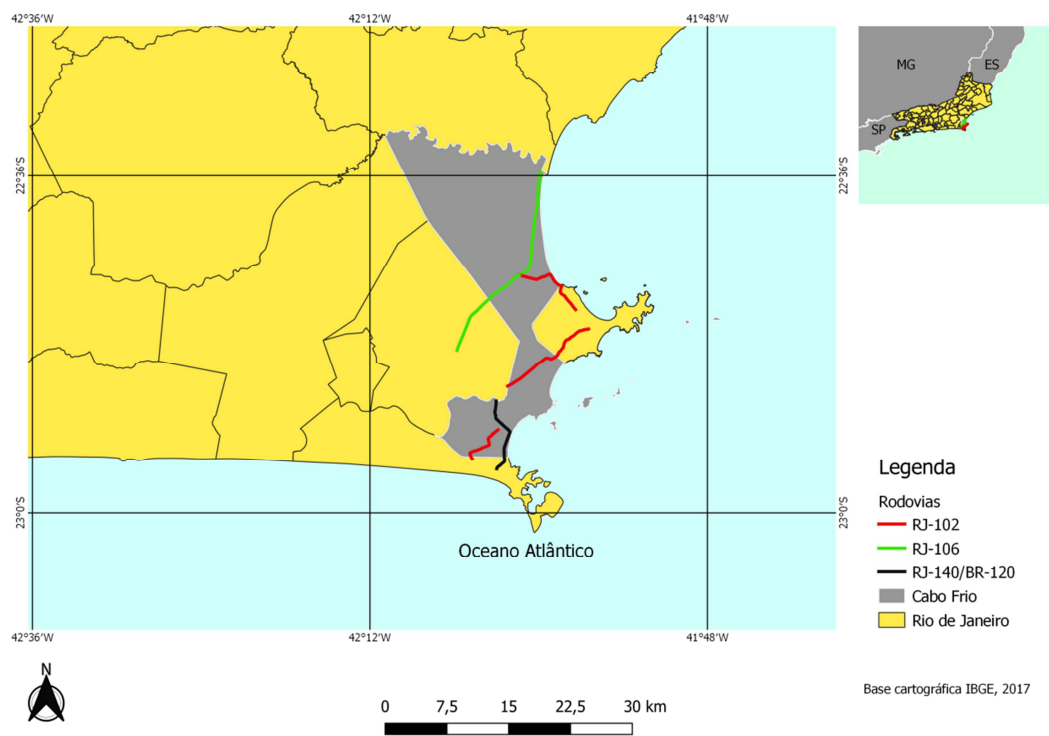 42°36'W 42°12'W 41°48'W
22°36'S 22°36'S
23°0'S 23°0'S
Oceano Atlântico
42°36'W 42°12'W 41°48'W
MG ES
SP
Legenda
Rodovias
RJ-102
RJ-106
RJ-140/BR-120
Cabo Frio
Rio de Janeiro
N
0 7,5 15 22,5 30 km
Base cartográfica IBGE, 2017